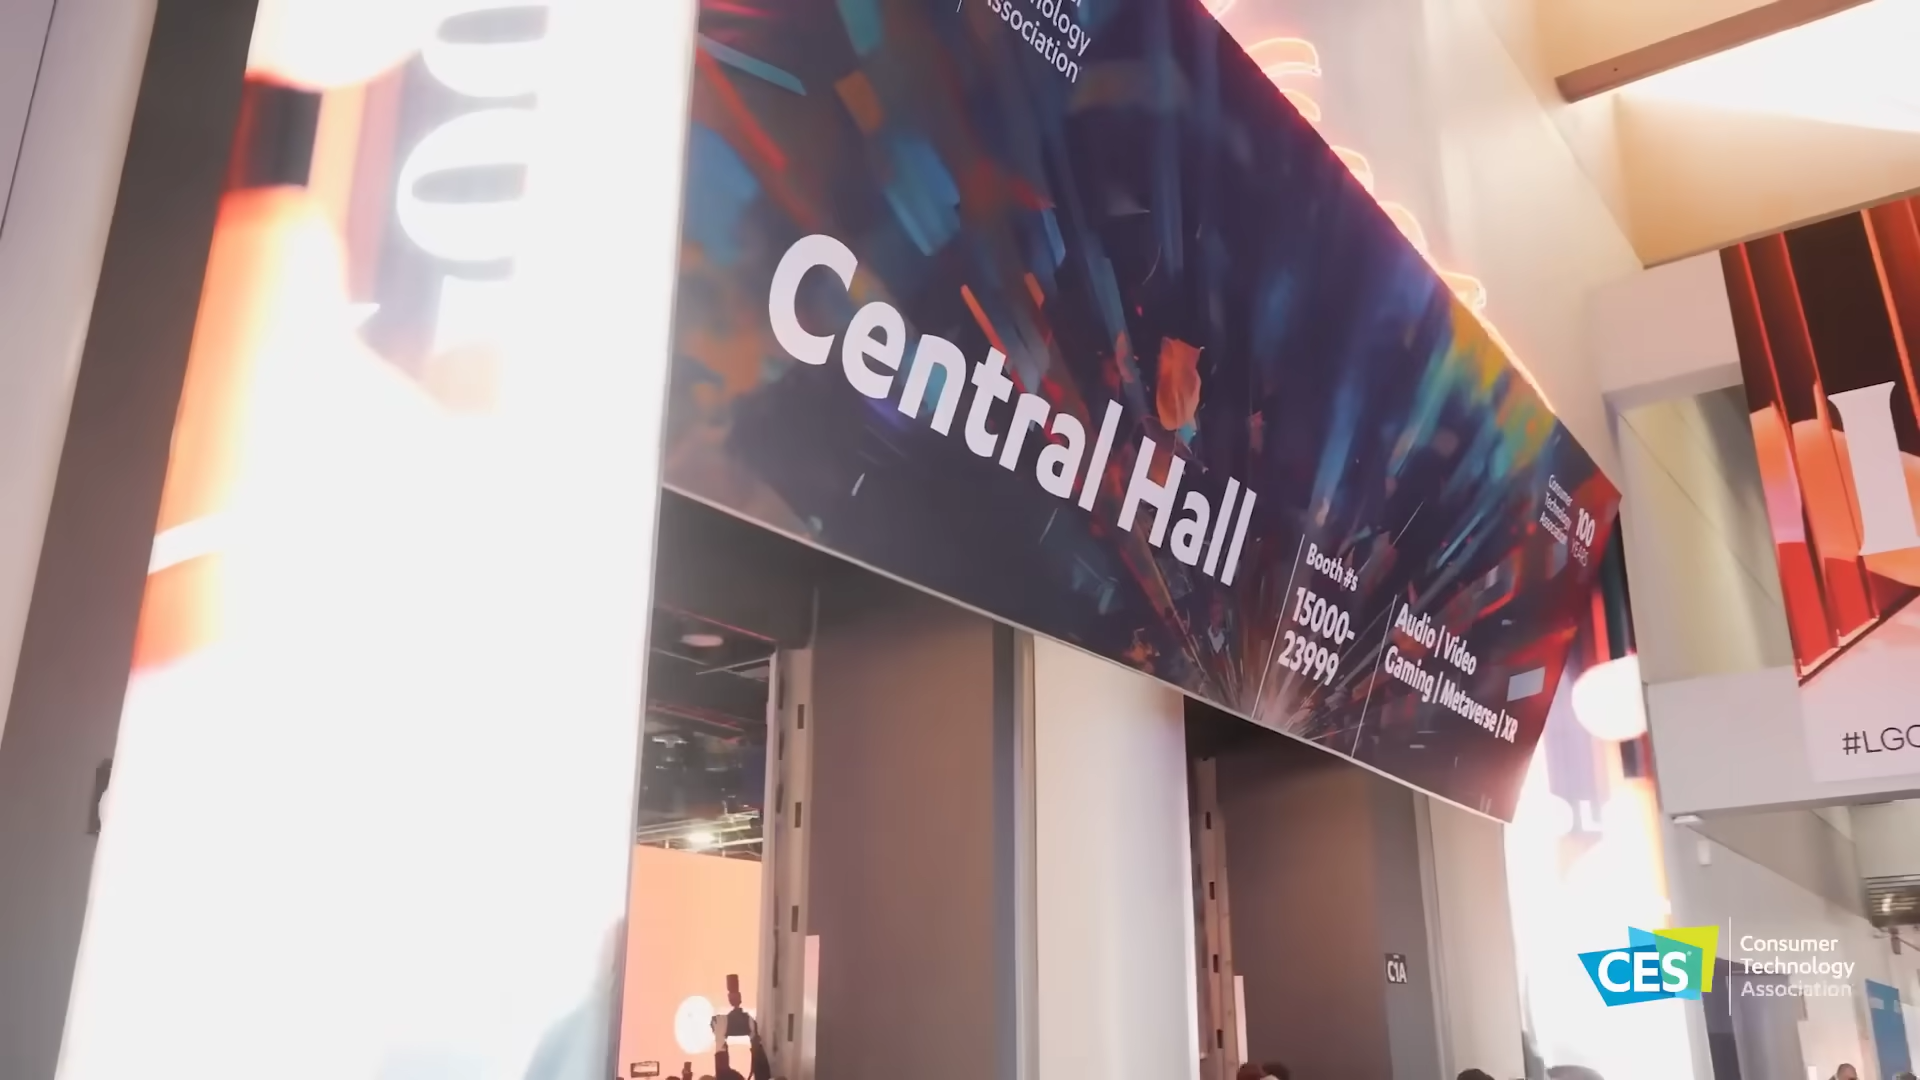 Association
Central Hall
Booth #s
15000-
23999
Audio | Video
Gaming | Metaverse | XR
Consumer
Technology
Association
100
YEARS
C1A
CES
Consumer
Technology
Association